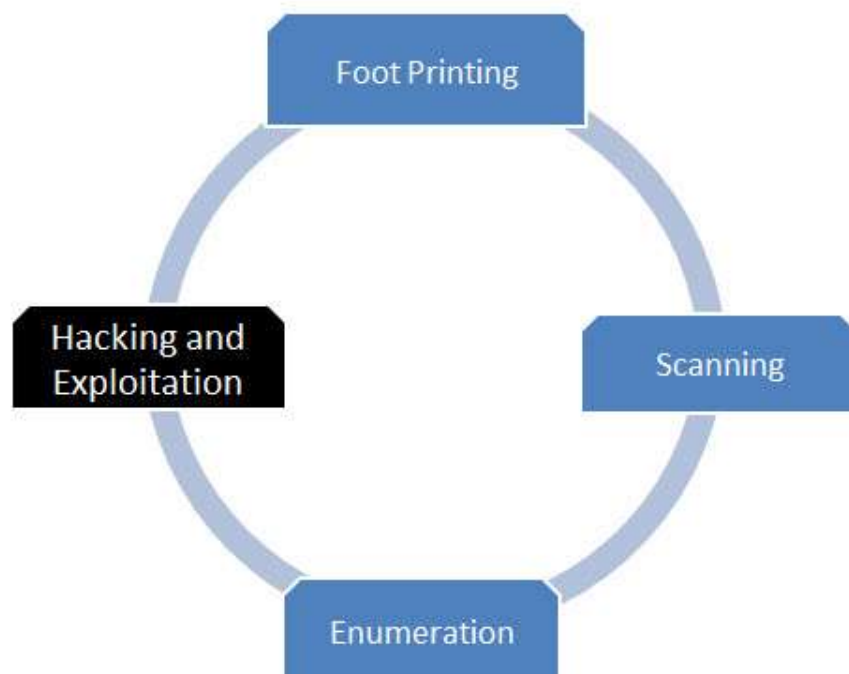 Foot Printing
Scanning
Enumeration
Hacking and
Exploitation